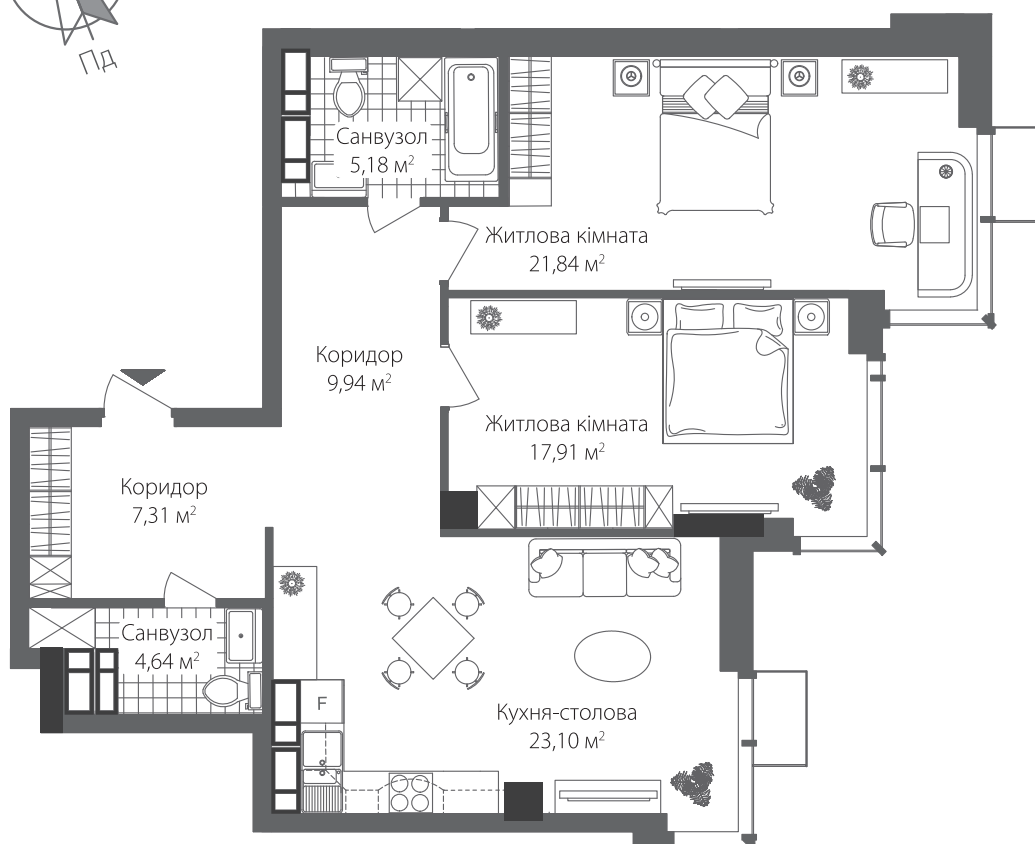 Пд
Санвузол
5,18 м²
Житлова кімната
21,84 м²
Коридор
9,94 м²
Житлова кімната
17,91 м²
Коридор
7,31 м²
Санвузол
4,64 м²
F
Кухня-столова
23,10 м²